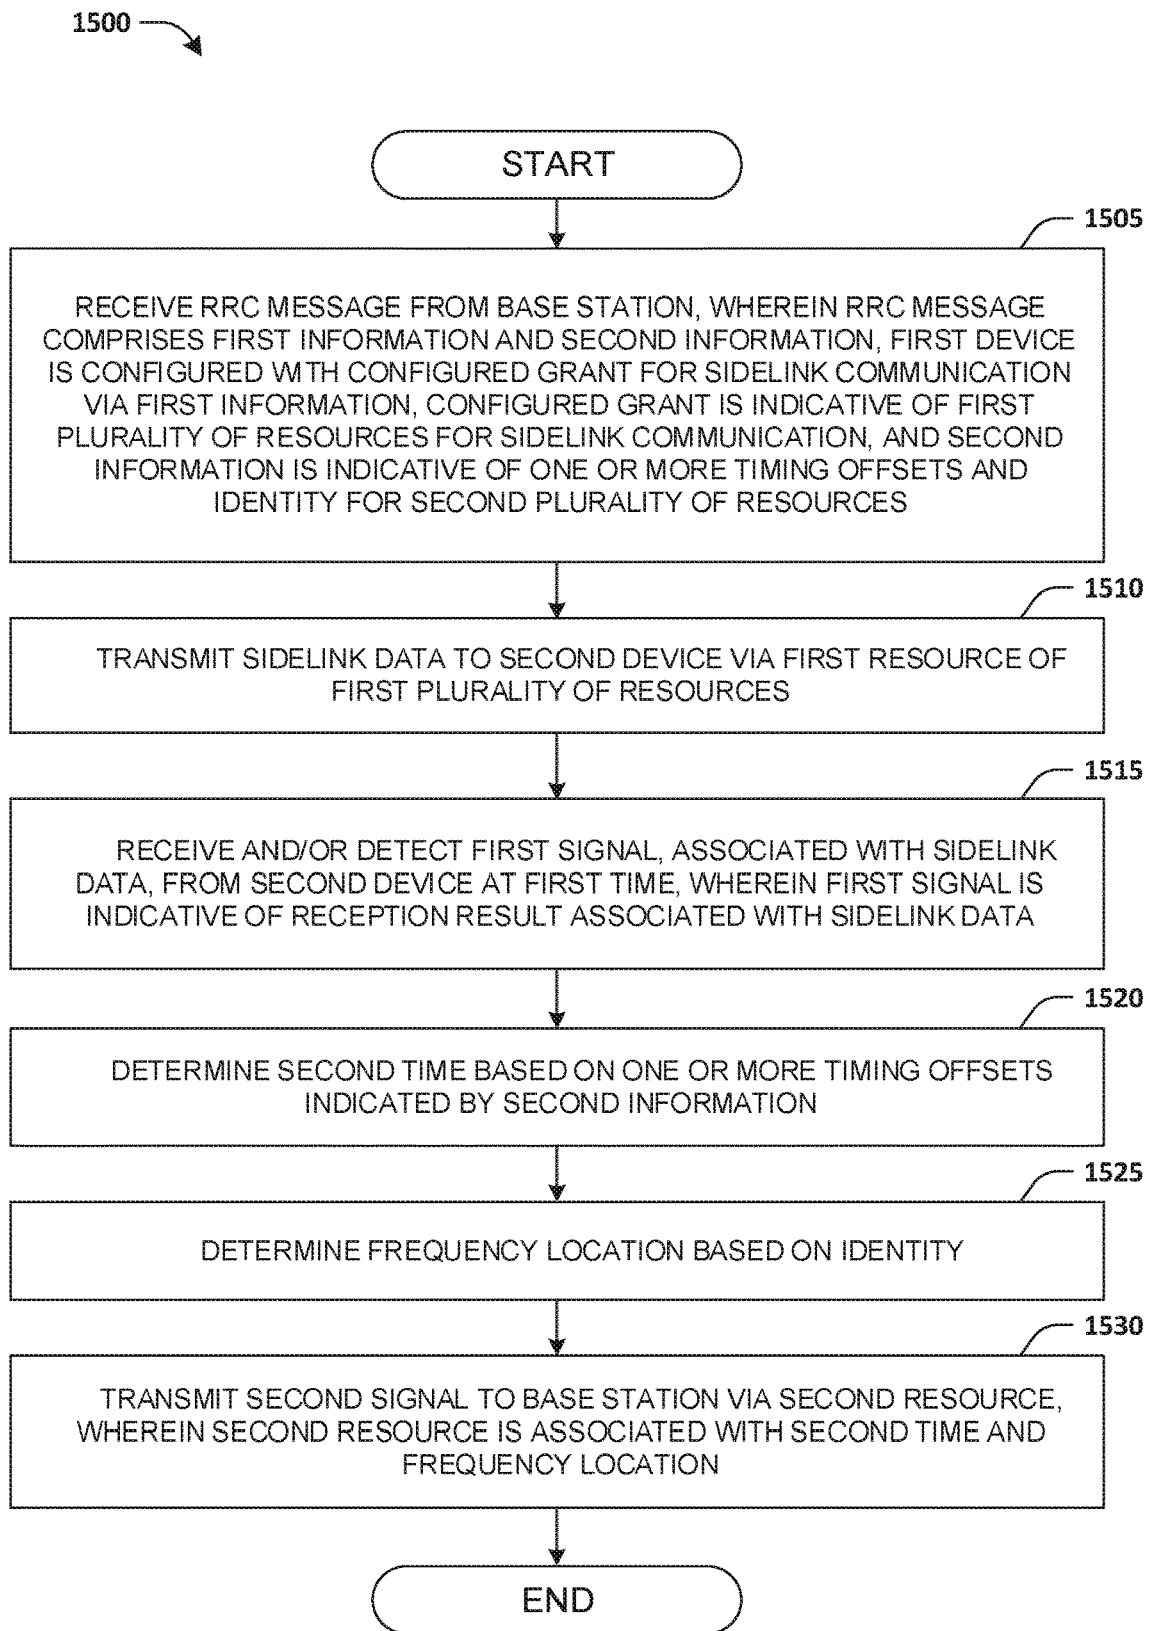 1500
START
1505
RECEIVE RRC MESSAGE FROM BASE STATION, WHEREIN RRC MESSAGE
COMPRISES FIRST INFORMATION AND SECOND INFORMATION, FIRST DEVICE
IS CONFIGURED WITH CONFIGURED GRANT FOR SIDELINK COMMUNICATION
VIA FIRST INFORMATION, CONFIGURED GRANT IS INDICATIVE OF FIRST
PLURALITY OF RESOURCES FOR SIDELINK COMMUNICATION, AND SECOND
INFORMATION IS INDICATIVE OF ONE OR MORE TIMING OFFSETS AND
IDENTITY FOR SECOND PLURALITY OF RESOURCES
1510
TRANSMIT SIDELINK DATA TO SECOND DEVICE VIA FIRST RESOURCE OF
FIRST PLURALITY OF RESOURCES
1515
RECEIVE AND/OR DETECT FIRST SIGNAL, ASSOCIATED WITH SIDELINK
DATA, FROM SECOND DEVICE AT FIRST TIME, WHEREIN FIRST SIGNAL IS
INDICATIVE OF RECEPTION RESULT ASSOCIATED WITH SIDELINK DATA
1520
DETERMINE SECOND TIME BASED ON ONE OR MORE TIMING OFFSETS
INDICATED BY SECOND INFORMATION
1525
DETERMINE FREQUENCY LOCATION BASED ON IDENTITY
1530
TRANSMIT SECOND SIGNAL TO BASE STATION VIA SECOND RESOURCE,
WHEREIN SECOND RESOURCE IS ASSOCIATED WITH SECOND TIME AND
FREQUENCY LOCATION
END